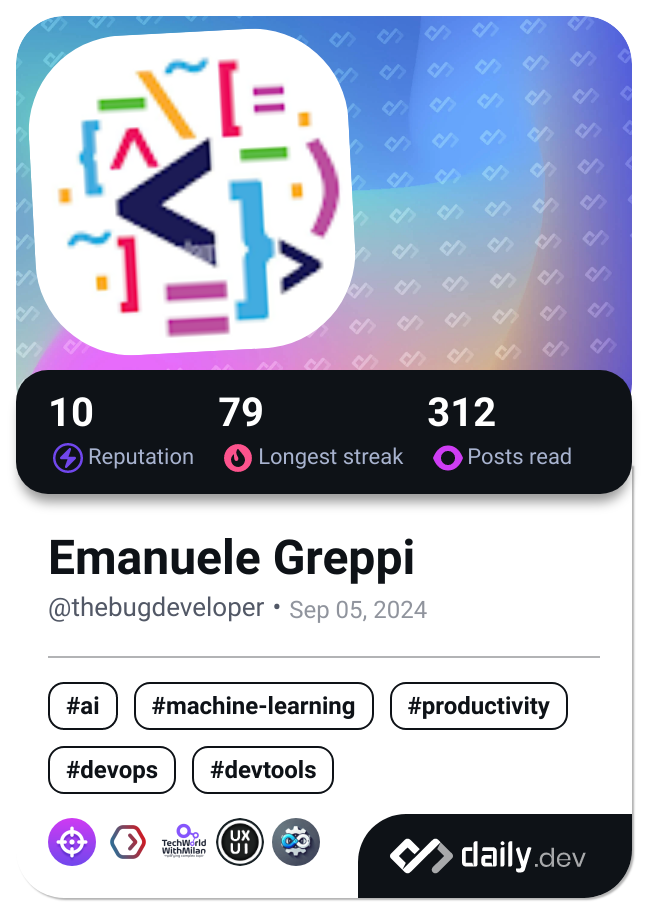 10 79 312
Reputation Longest streak Posts read
Emanuele Greppi
@thebugdeveloper • Sep 05, 2024
#ai #machine-learning #productivity
#devops #devtools
TechWorld
WithMilan
UX
UI
daily.dev